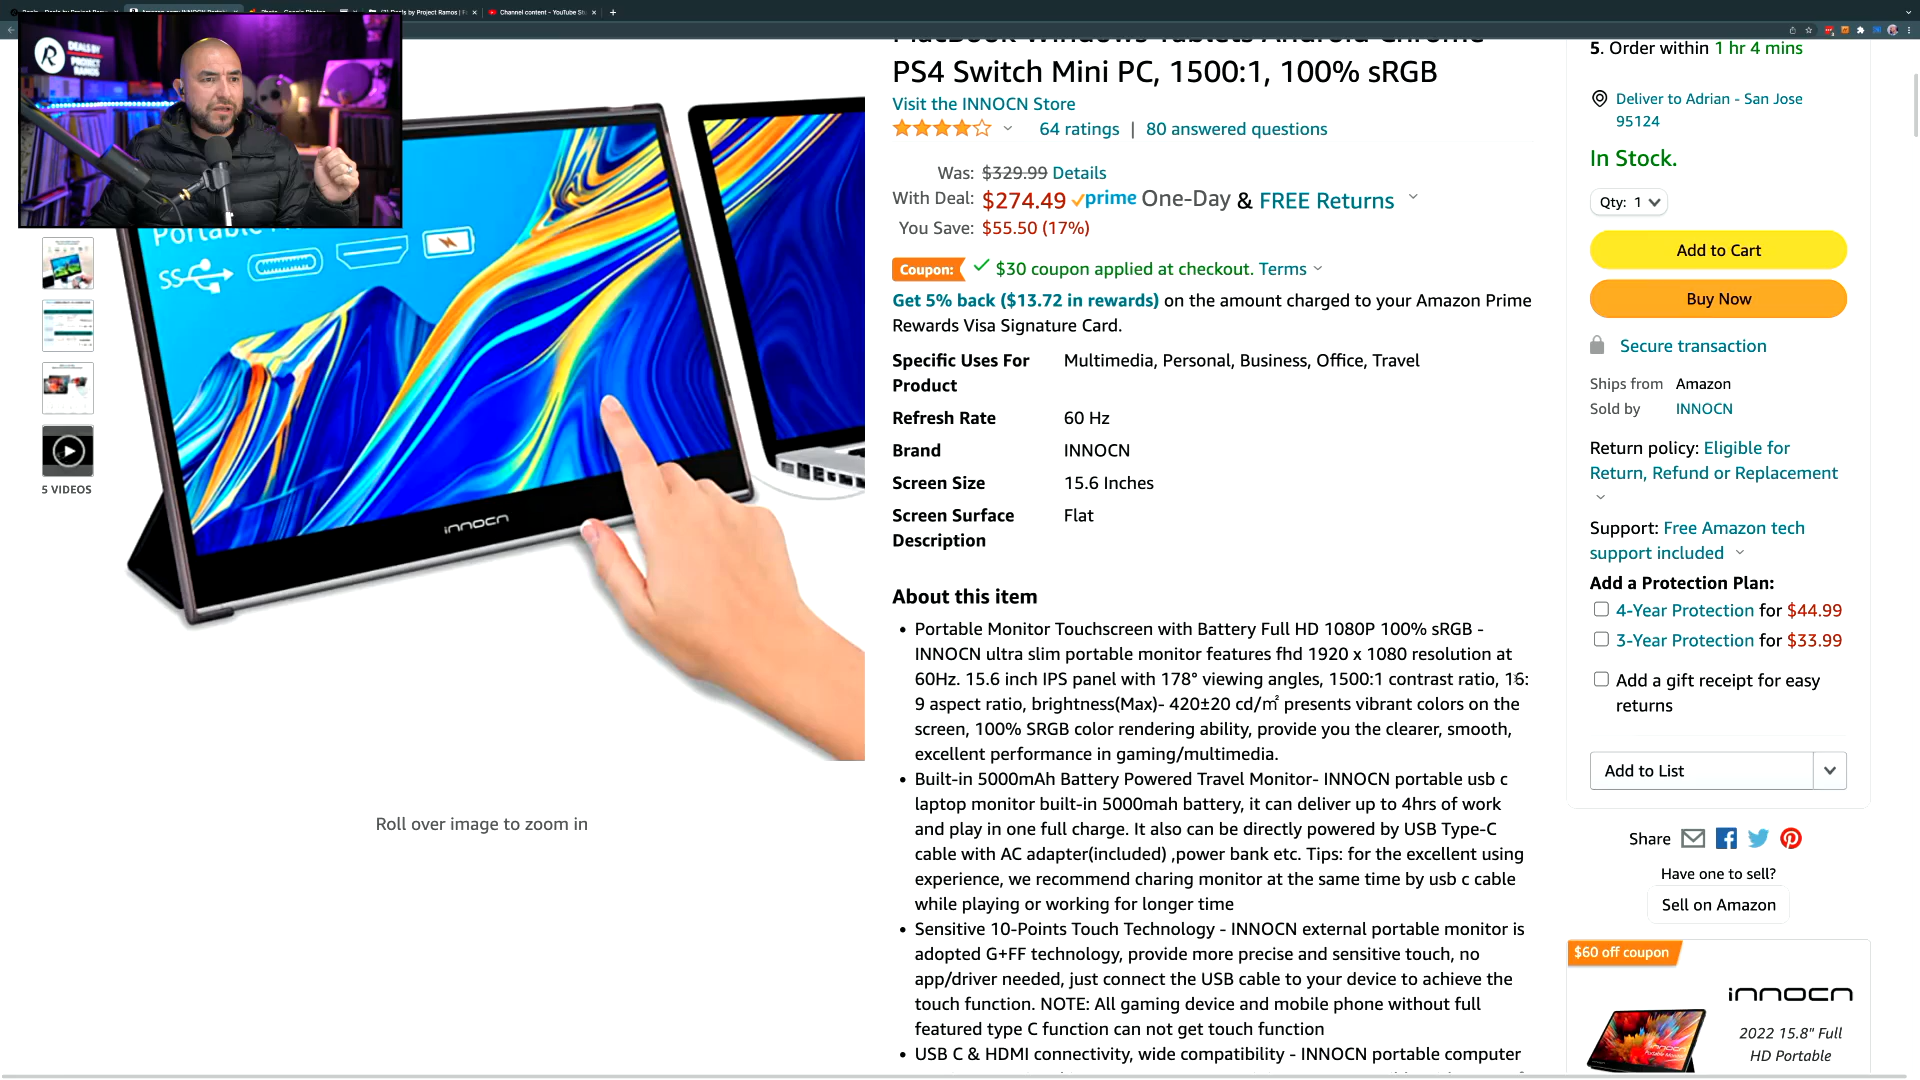 Channel content - YouTube St
DEALS BY
PROJECT
RAMOS
PS4 Switch Mini PC, 1500:1, 100% sRGB
Visit the INNOCN Store
64 ratings | 80 answered questions
Was: $329.99 Details
With Deal: $274.49 prime One-Day & FREE Returns
You Save: $55.50 (17%)
Coupon: $30 coupon applied at checkout. Terms
Get 5% back ($13.72 in rewards) on the amount charged to your Amazon Prime
Rewards Visa Signature Card.
Specific Uses For Product Multimedia, Personal, Business, Office, Travel
Refresh Rate 60 Hz
Brand INNOCN
Screen Size 15.6 Inches
Screen Surface Description Flat
About this item
• Portable Monitor Touchscreen with Battery Full HD 1080P 100% sRGB -
INNOCN ultra slim portable monitor features fhd 1920 x 1080 resolution at
60Hz. 15.6 inch IPS panel with 178° viewing angles, 1500:1 contrast ratio, 16:
9 aspect ratio, brightness(Max)- 420±20 cd/㎡ presents vibrant colors on the
screen, 100% SRGB color rendering ability, provide you the clearer, smooth,
excellent performance in gaming/multimedia.
• Built-in 5000mAh Battery Powered Travel Monitor- INNOCN portable usb c
laptop monitor built-in 5000mah battery, it can deliver up to 4hrs of work
and play in one full charge. It also can be directly powered by USB Type-C
cable with AC adapter(included) ,power bank etc. Tips: for the excellent using
experience, we recommend charing monitor at the same time by usb c cable
while playing or working for longer time
• Sensitive 10-Points Touch Technology - INNOCN external portable monitor is
adopted G+FF technology, provide more precise and sensitive touch, no
app/driver needed, just connect the USB cable to your device to achieve the
touch function. NOTE: All gaming device and mobile phone without full
featured type C function can not get touch function
• USB C & HDMI connectivity, wide compatibility - INNOCN portable computer
SS
innocn
5 VIDEOS
Roll over image to zoom in
5. Order within 1 hr 4 mins
Deliver to Adrian - San Jose
95124
In Stock.
Qty: 1
Add to Cart
Buy Now
Secure transaction
Ships from Amazon
Sold by INNOCN
Return policy: Eligible for
Return, Refund or Replacement
Support: Free Amazon tech
support included
Add a Protection Plan:
4-Year Protection for $44.99
3-Year Protection for $33.99
Add a gift receipt for easy
returns
Add to List
Share
Have one to sell?
Sell on Amazon
$60 off coupon
innocn
2022 15.8" Full
HD Portable